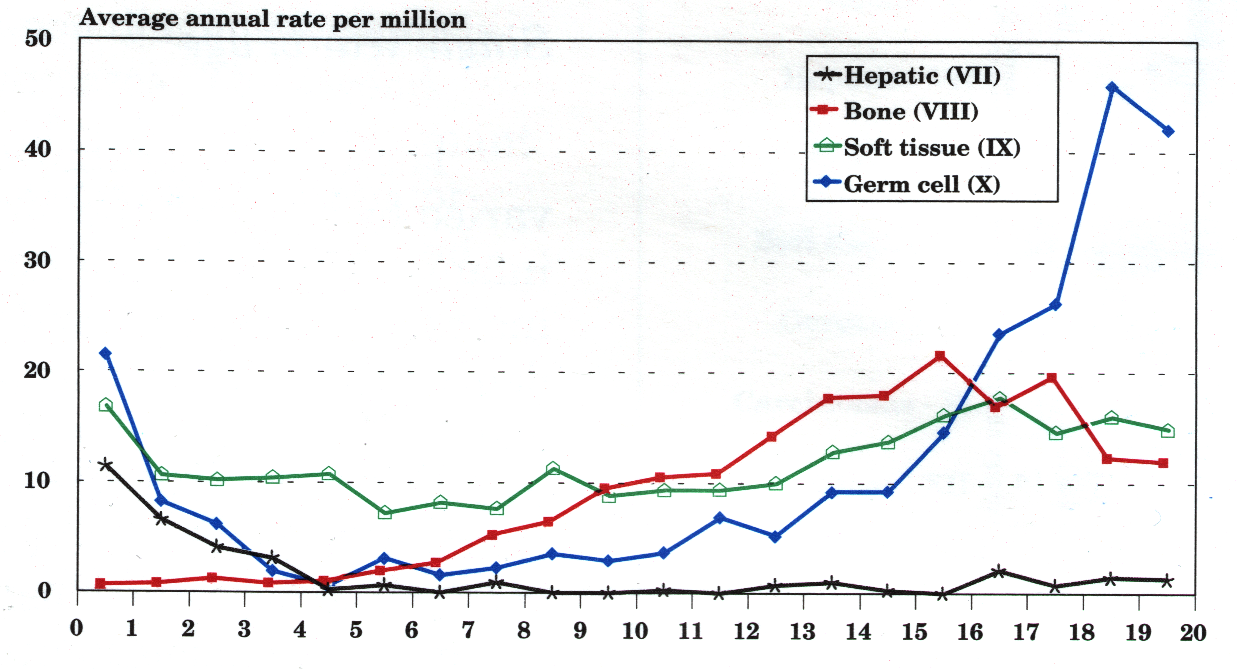 Average annual rate per million
50
Hepatic (VII)
Bone (VIII)
Soft tissue (IX)
Germ cell (X)
40
30
20
10
0
0 1 2 3 4 5 6 7 8 9 10 11 12 13 14 15 16 17 18 19 20